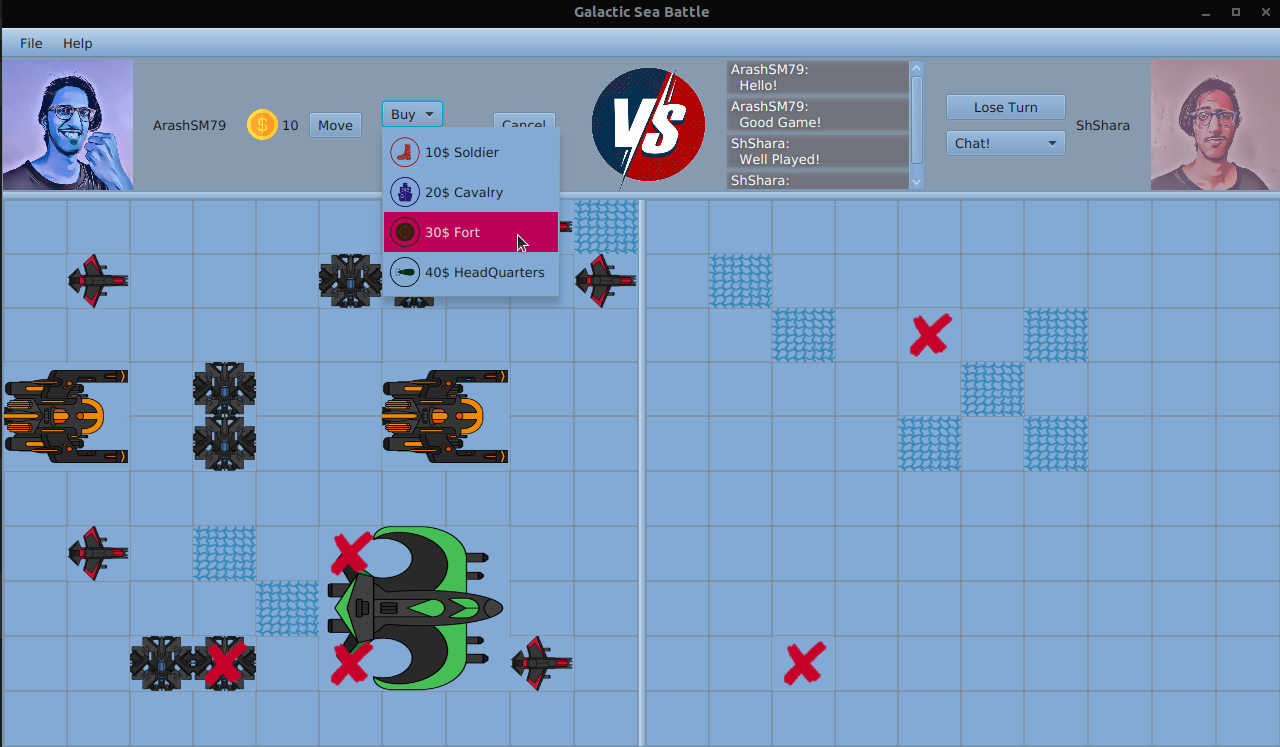 Galactic Sea Battle
File Help
ArashSM79
$ 10
Move
Buy
Cancel
10$ Soldier
20$ Cavalry
30$ Fort
40$ HeadQuarters
VS
ArashSM79:
Hello!
ArashSM79:
Good Game!
ShShara:
Well Played!
ShShara:
Lose Turn
Chat!
ShShara